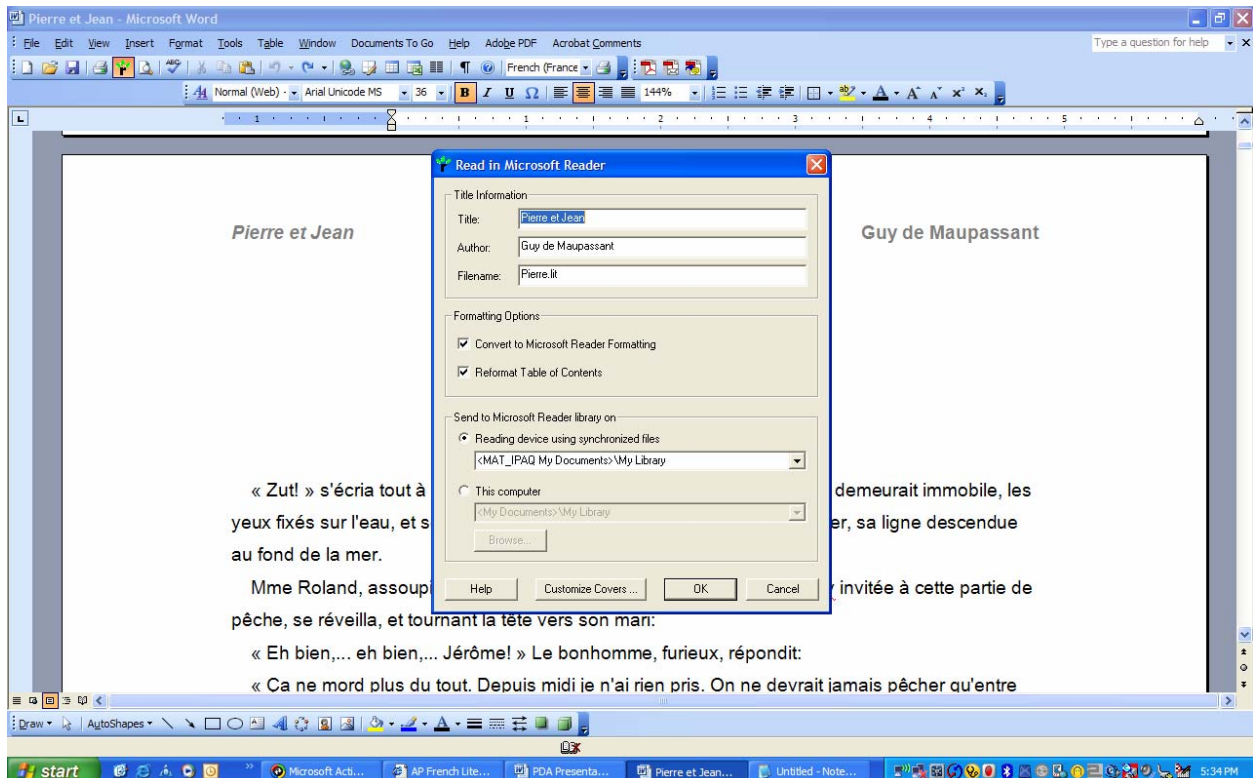 Pierre et Jean - Microsoft Word
File Edit View Insert Format Tools Table Window Documents To Go Help Adobe PDF Acrobat Comments Type a question for help
French (France
Normal (Web) Arial Unicode MS 36 B I U 144%
1 1 2 3 4 5
Read in Microsoft Reader
Title Information
Title: Pierre et Jean
Author: Guy de Maupassant
Filename: Pierre.lit
Formatting Options
Convert to Microsoft Reader Formatting
Reformat Table of Contents
Send to Microsoft Reader library on
Reading device using synchronized files
<MAT_IPAQ My Documents>\My Library
This computer
<My Documents>\My Library
Browse...
Help Customize Covers ... OK Cancel
Pierre et Jean Guy de Maupassant
« Zut! » s'écria tout à demeurait immobile, les
yeux fixés sur l'eau, et s er, sa ligne descendue
au fond de la mer.
Mme Roland, assoupi invitée à cette partie de
pêche, se réveilla, et tournant la tête vers son mari:
« Eh bien,... eh bien,... Jérôme! » Le bonhomme, furieux, répondit:
« Ça ne mord plus du tout. Depuis midi je n'ai rien pris. On ne devrait jamais pêcher qu'entre
Draw AutoShapes
start Microsoft Acti... AP French Lite... PDA Presenta... Pierre et Jean... Untitled - Note... 5:34 PM